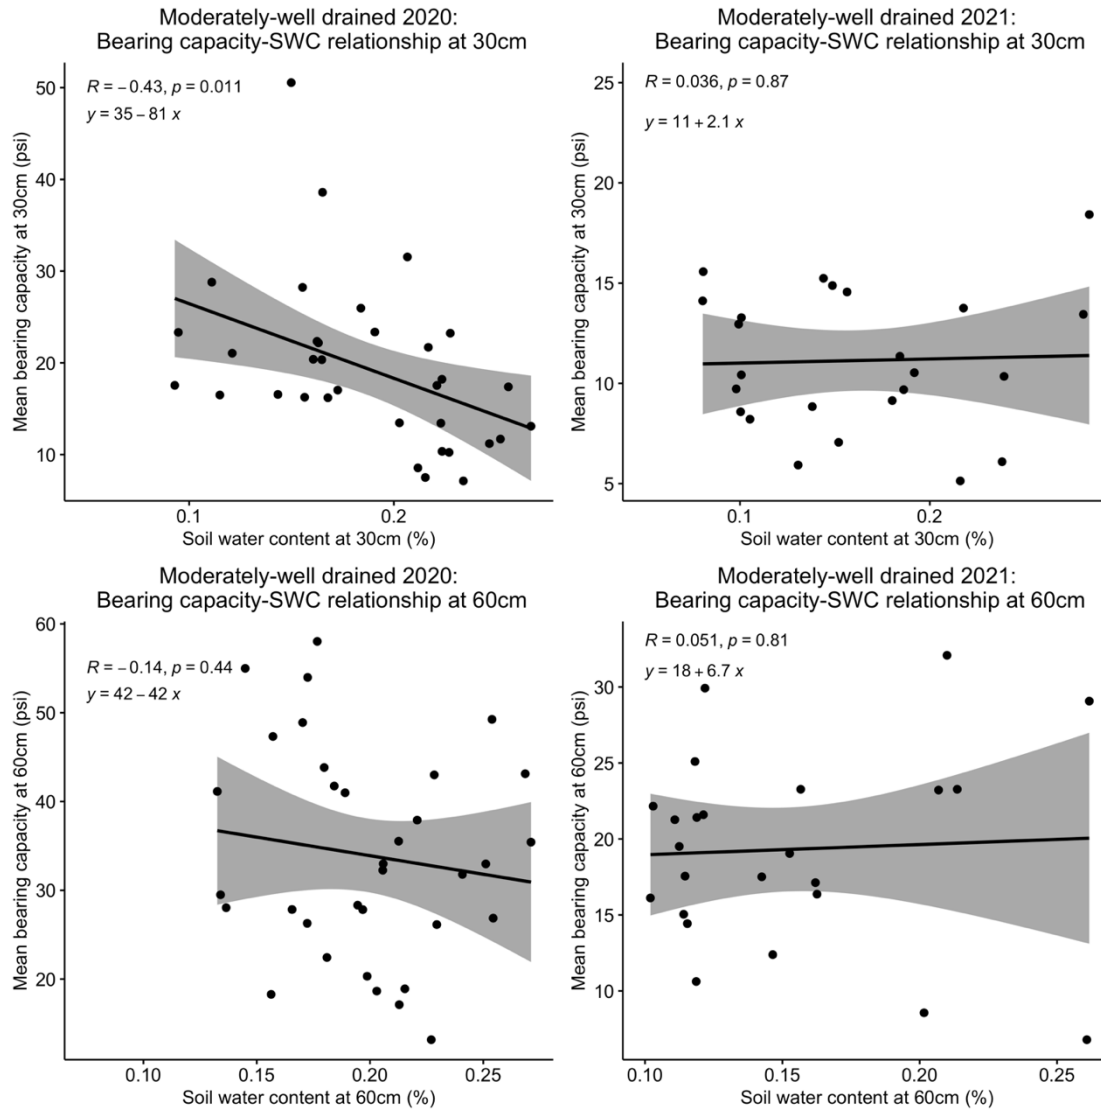 Moderately-well drained 2020:
Bearing capacity-SWC relationship at 30cm
R = −0.43, p = 0.011
y = 35 − 81 x
Mean bearing capacity at 30cm (psi)
50
40
30
20
10
0.1 0.2
Soil water content at 30cm (%)
Moderately-well drained 2021:
Bearing capacity-SWC relationship at 30cm
R = 0.036, p = 0.87
y = 11 + 2.1 x
Mean bearing capacity at 30cm (psi)
25
20
15
10
5
0.1 0.2
Soil water content at 30cm (%)
Moderately-well drained 2020:
Bearing capacity-SWC relationship at 60cm
R = −0.14, p = 0.44
y = 42 − 42 x
Mean bearing capacity at 60cm (psi)
60
50
40
30
20
0.10 0.15 0.20 0.25
Soil water content at 60cm (%)
Moderately-well drained 2021:
Bearing capacity-SWC relationship at 60cm
R = 0.051, p = 0.81
y = 18 + 6.7 x
Mean bearing capacity at 60cm (psi)
30
25
20
15
10
0.10 0.15 0.20 0.25
Soil water content at 60cm (%)